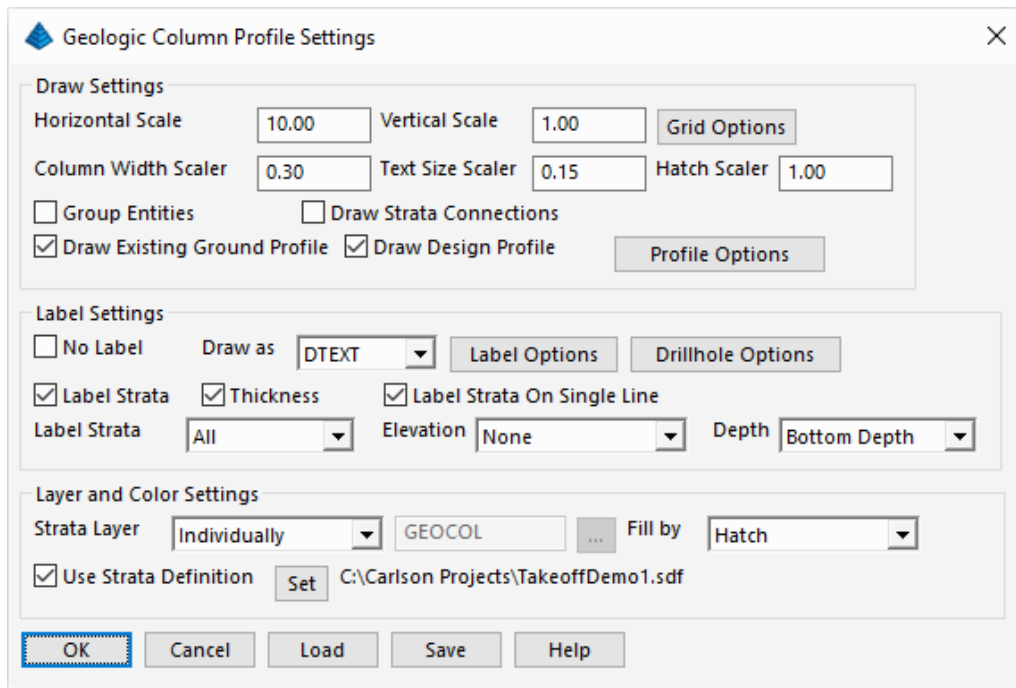 Geologic Column Profile Settings
Draw Settings
Horizontal Scale 10.00 Vertical Scale 1.00 Grid Options
Column Width Scaler 0.30 Text Size Scaler 0.15 Hatch Scaler 1.00
Group Entities Draw Strata Connections
Draw Existing Ground Profile Draw Design Profile Profile Options
Label Settings
No Label Draw as DTEXT Label Options Drillhole Options
Label Strata Thickness Label Strata On Single Line
Label Strata All Elevation None Depth Bottom Depth
Layer and Color Settings
Strata Layer Individually GEOCOL ... Fill by Hatch
Use Strata Definition Set C:\Carlson Projects\TakeoffDemo1.sdf
OK Cancel Load Save Help